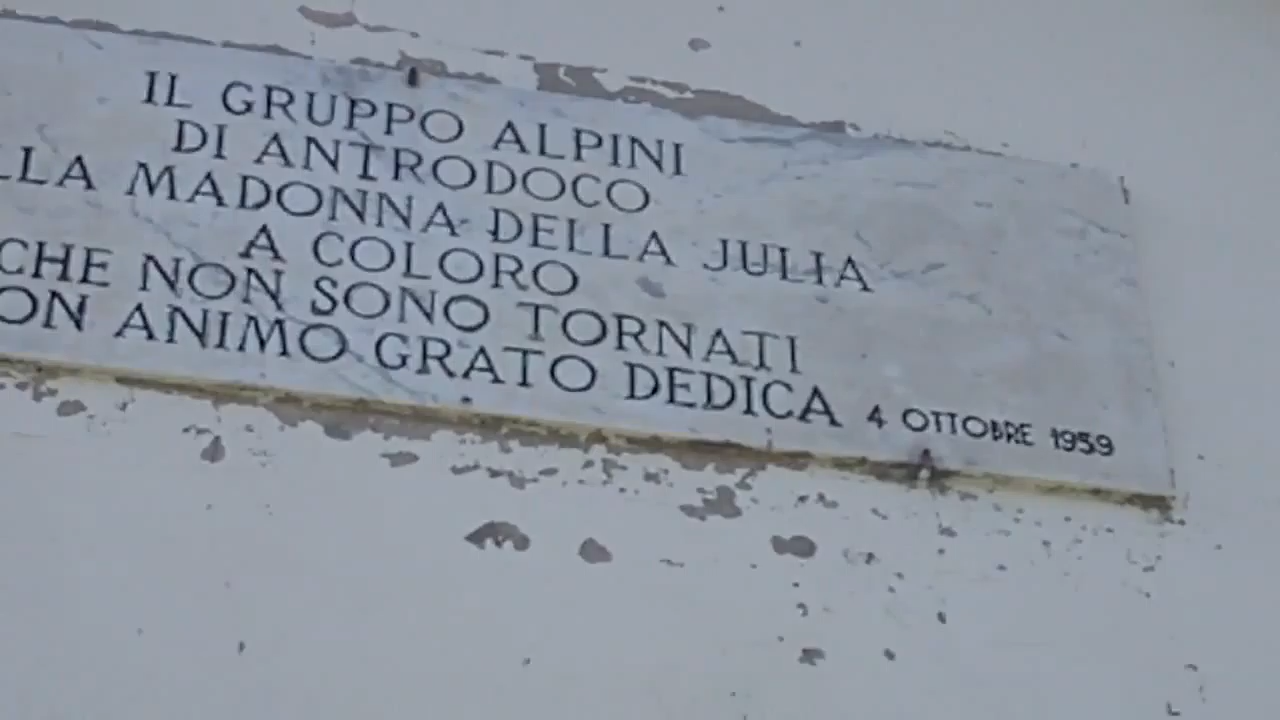 IL GRUPPO ALPINI
DI ANTRODOCO
LLA MADONNA DELLA JULIA
A COLORO
CHE NON SONO TORNATI
ON ANIMO GRATO DEDICA 4 OTTOBRE 1959